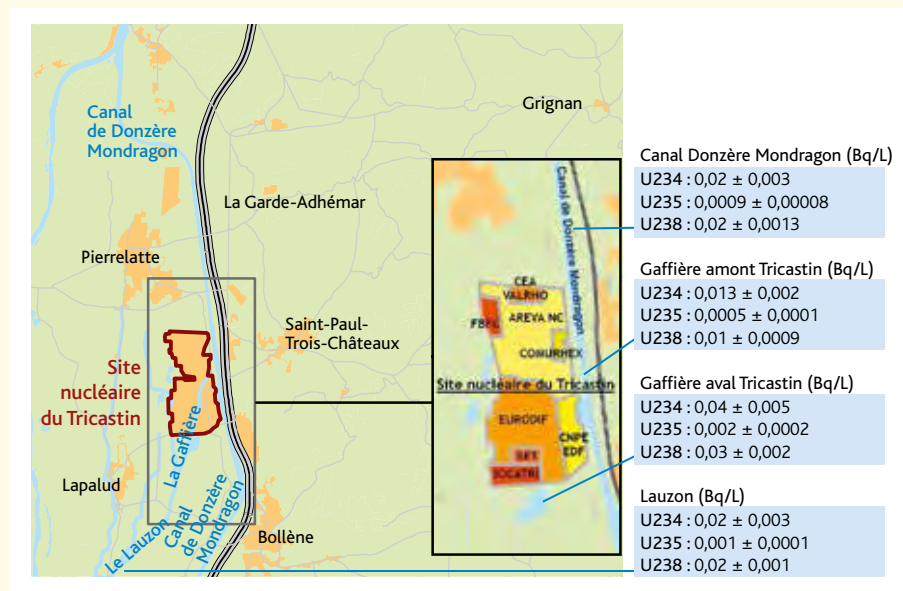 Canal
de Donzère
Mondragon
Grignan
La Garde-Adhémar
Pierrelatte
Saint-Paul-
Trois-Châteaux
Site
nucléaire
du Tricastin
La Gaffière
Lapalud
Le Lauzon
Canal
de Donzère
Mondragon
Bollène
Canal de Donzère Mondragon
CEA
VALRHO
FBFC
AREVA NC
COMURHEX
Site nucléaire du Tricastin
EURODIF
CNPE
EDF
SET
SOCATRI
Canal Donzère Mondragon (Bq/L)
U234 : 0,02 ± 0,003
U235 : 0,0009 ± 0,00008
U238 : 0,02 ± 0,0013
Gaffière amont Tricastin (Bq/L)
U234 : 0,013 ± 0,002
U235 : 0,0005 ± 0,0001
U238 : 0,01 ± 0,0009
Gaffière aval Tricastin (Bq/L)
U234 : 0,04 ± 0,005
U235 : 0,002 ± 0,0002
U238 : 0,03 ± 0,002
Lauzon (Bq/L)
U234 : 0,02 ± 0,003
U235 : 0,001 ± 0,0001
U238 : 0,02 ± 0,001